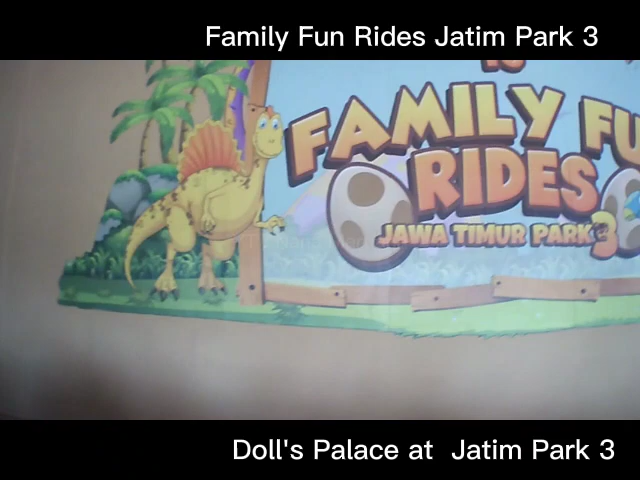 Family Fun Rides Jatim Park 3
FAMILY FU
RIDES
JAWA TIMUR PARK 3
Doll's Palace at Jatim Park 3